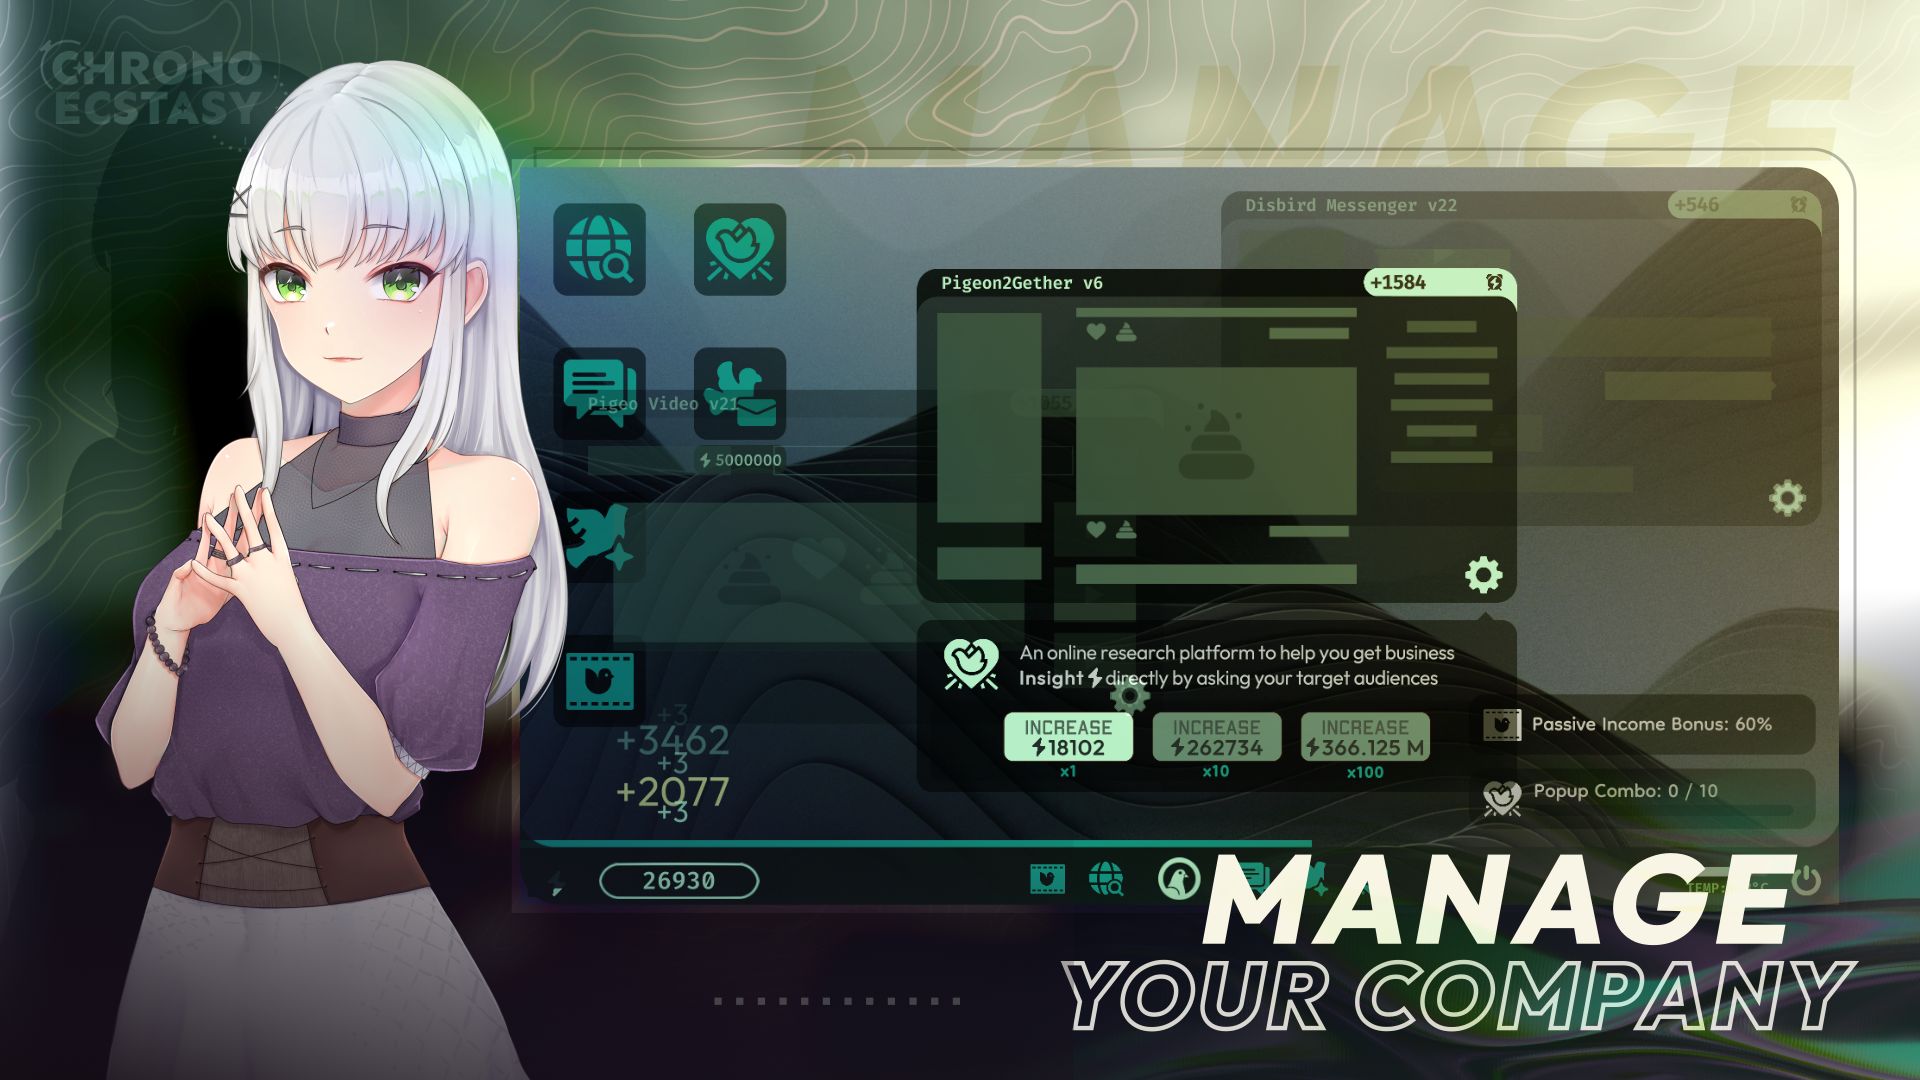 CHRONO
ECSTASY
MANAGE
Disbird Messenger v22
+546
Pigeon2Gether v6
+1584
Pigeo Video v21
5000000
An online research platform to help you get business
Insight directly by asking your target audiences
INCREASE
18102
x1
INCREASE
262734
x10
INCREASE
366.125 M
x100
Passive Income Bonus: 60%
Popup Combo: 0 / 10
+3
+3462
+3
+2077
+3
26930
TEMP:
MANAGE
YOUR COMPANY